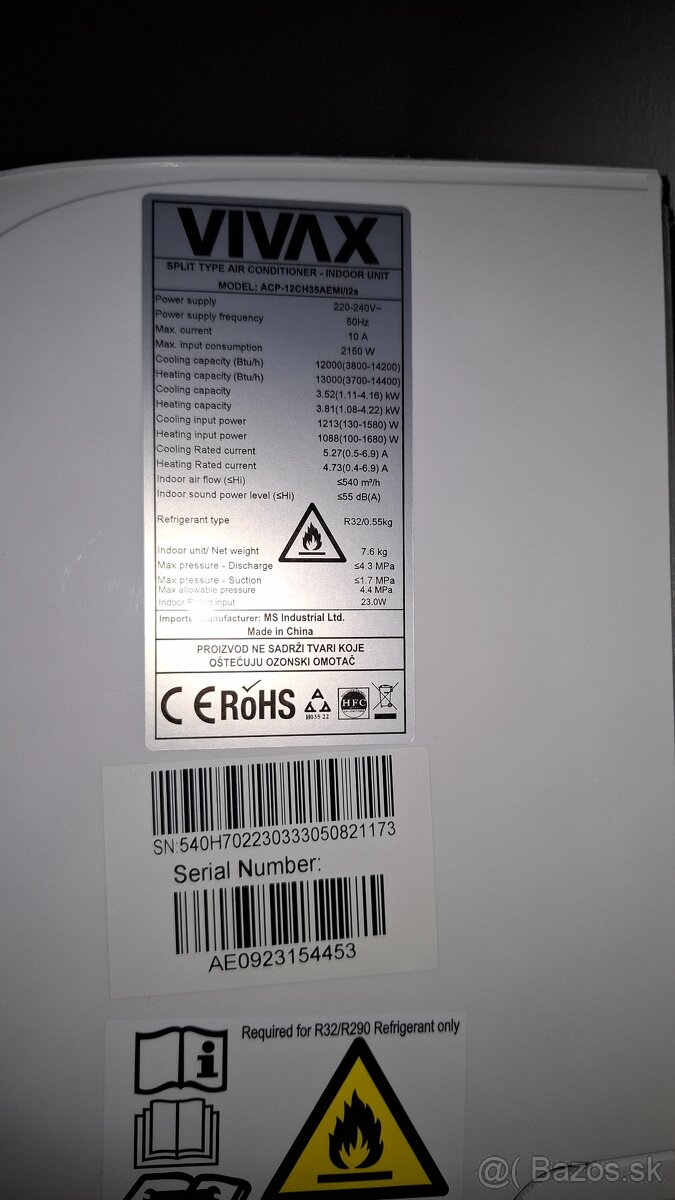 VIVAX
SPLIT TYPE AIR CONDITIONER - INDOOR UNIT
MODEL: ACP-12CH35AEMI/I2s
Power supply 220-240V~
Power supply frequency 50Hz
Max. current 10 A
Max. input consumption 2150 W
Cooling capacity (Btu/h) 12000(3800-14200)
Heating capacity (Btu/h) 13000(3700-14400)
Cooling capacity 3.52(1.11-4.16) kW
Heating capacity 3.81(1.08-4.22) kW
Cooling input power 1213(130-1580) W
Heating input power 1088(100-1680) W
Cooling Rated current 5.27(0.5-6.9) A
Heating Rated current 4.73(0.4-6.9) A
Indoor air flow (≤Hi) ≤540 m³/h
Indoor sound power level (≤Hi) ≤55 dB(A)
Refrigerant type R32/0.55kg
Indoor unit/ Net weight 7.6 kg
Max.pressure - Discharge ≤4.3 MPa
Max.pressure - Suction ≤1.7 MPa
Max allowable pressure 4.4 MPa
Indoor input 23.0W
MS Industrial Ltd.
Made in China
PROIZVOD NE SADRŽI TVARI KOJE
OŠTEĆUJU OZONSKI OMOTAČ
CE RoHS HFC
И035 22
SN:540H702230333050821173
Serial Number:
AE0923154453
Required for R32/R290 Refrigerant only
@( Bazos.sk